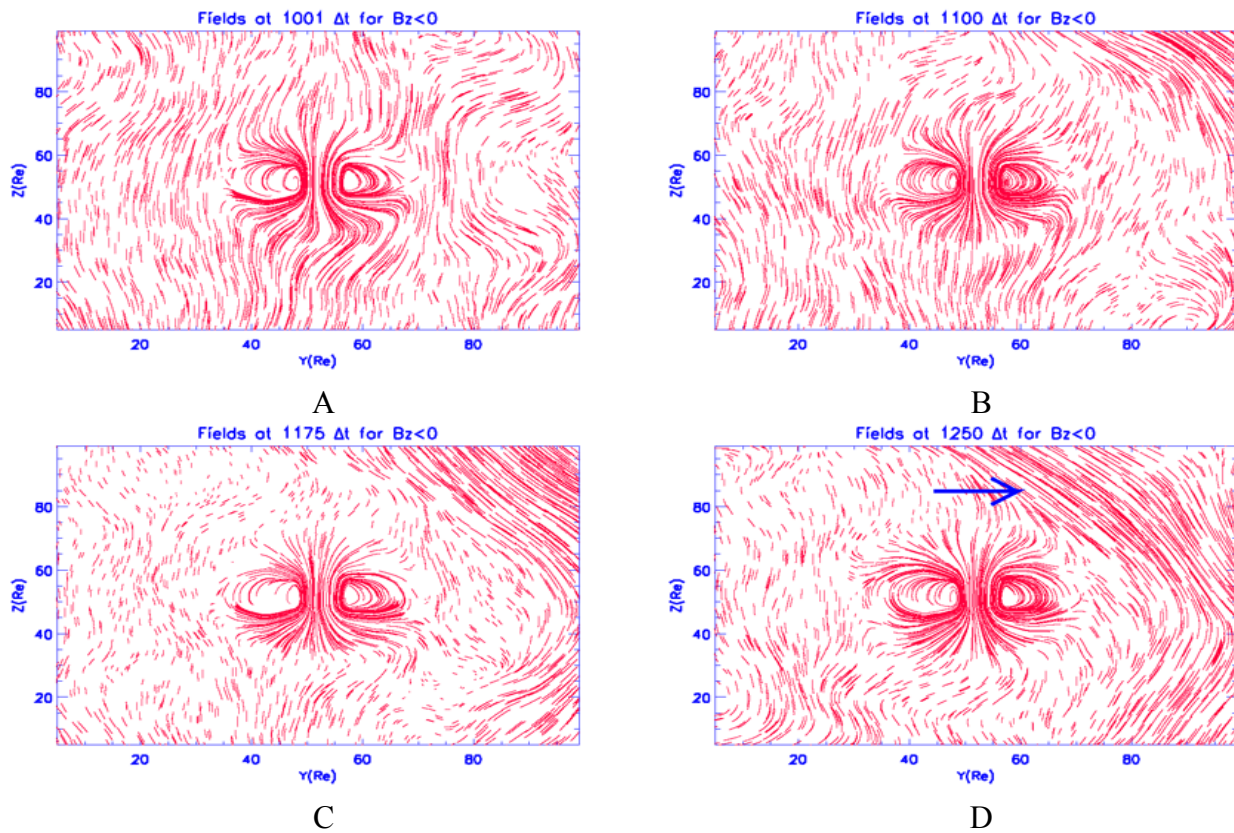 Fields at 1001 Δt for Bz<0
Z(Re)
80
60
40
20
20 40 60 80
Y(Re)
A
Fields at 1100 Δt for Bz<0
Z(Re)
80
60
40
20
20 40 60 80
Y(Re)
B
Fields at 1175 Δt for Bz<0
Z(Re)
80
60
40
20
20 40 60 80
Y(Re)
C
Fields at 1250 Δt for Bz<0
Z(Re)
80
60
40
20
20 40 60 80
Y(Re)
D